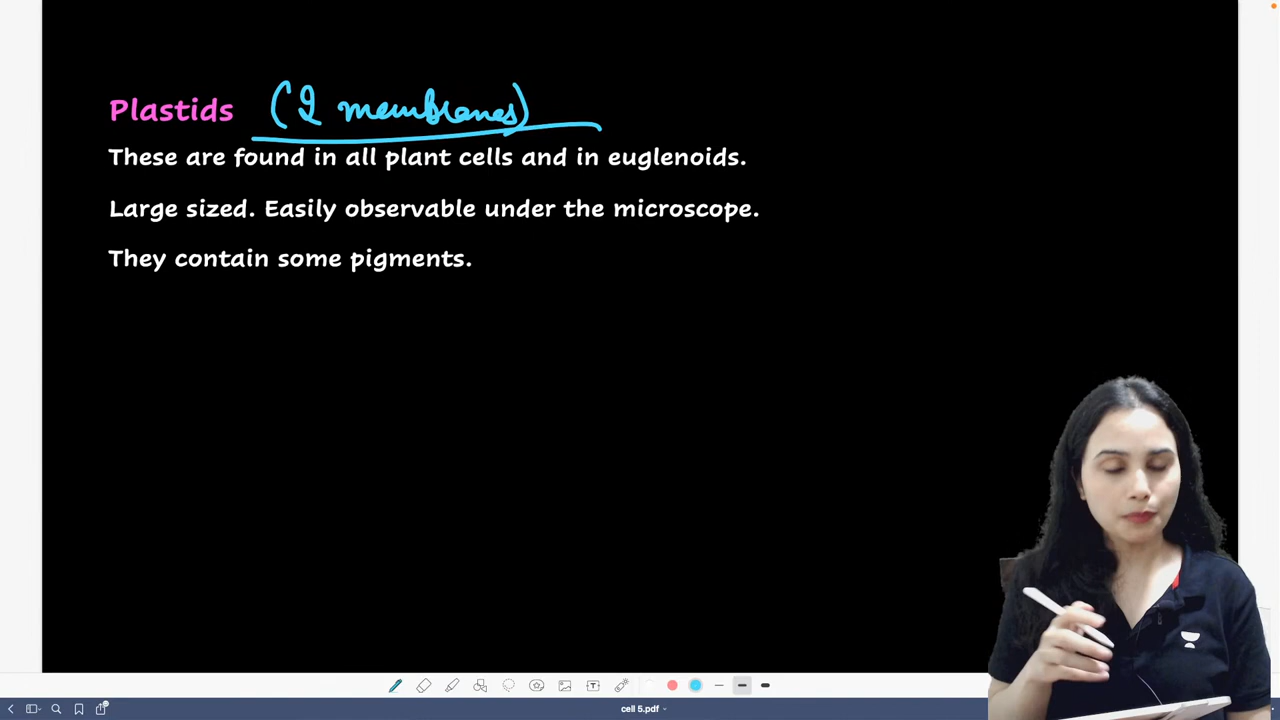 Plastids (2 membranes)
These are found in all plant cells and in euglenoids.
Large sized. Easily observable under the microscope.
They contain some pigments.
cell 5.pdf